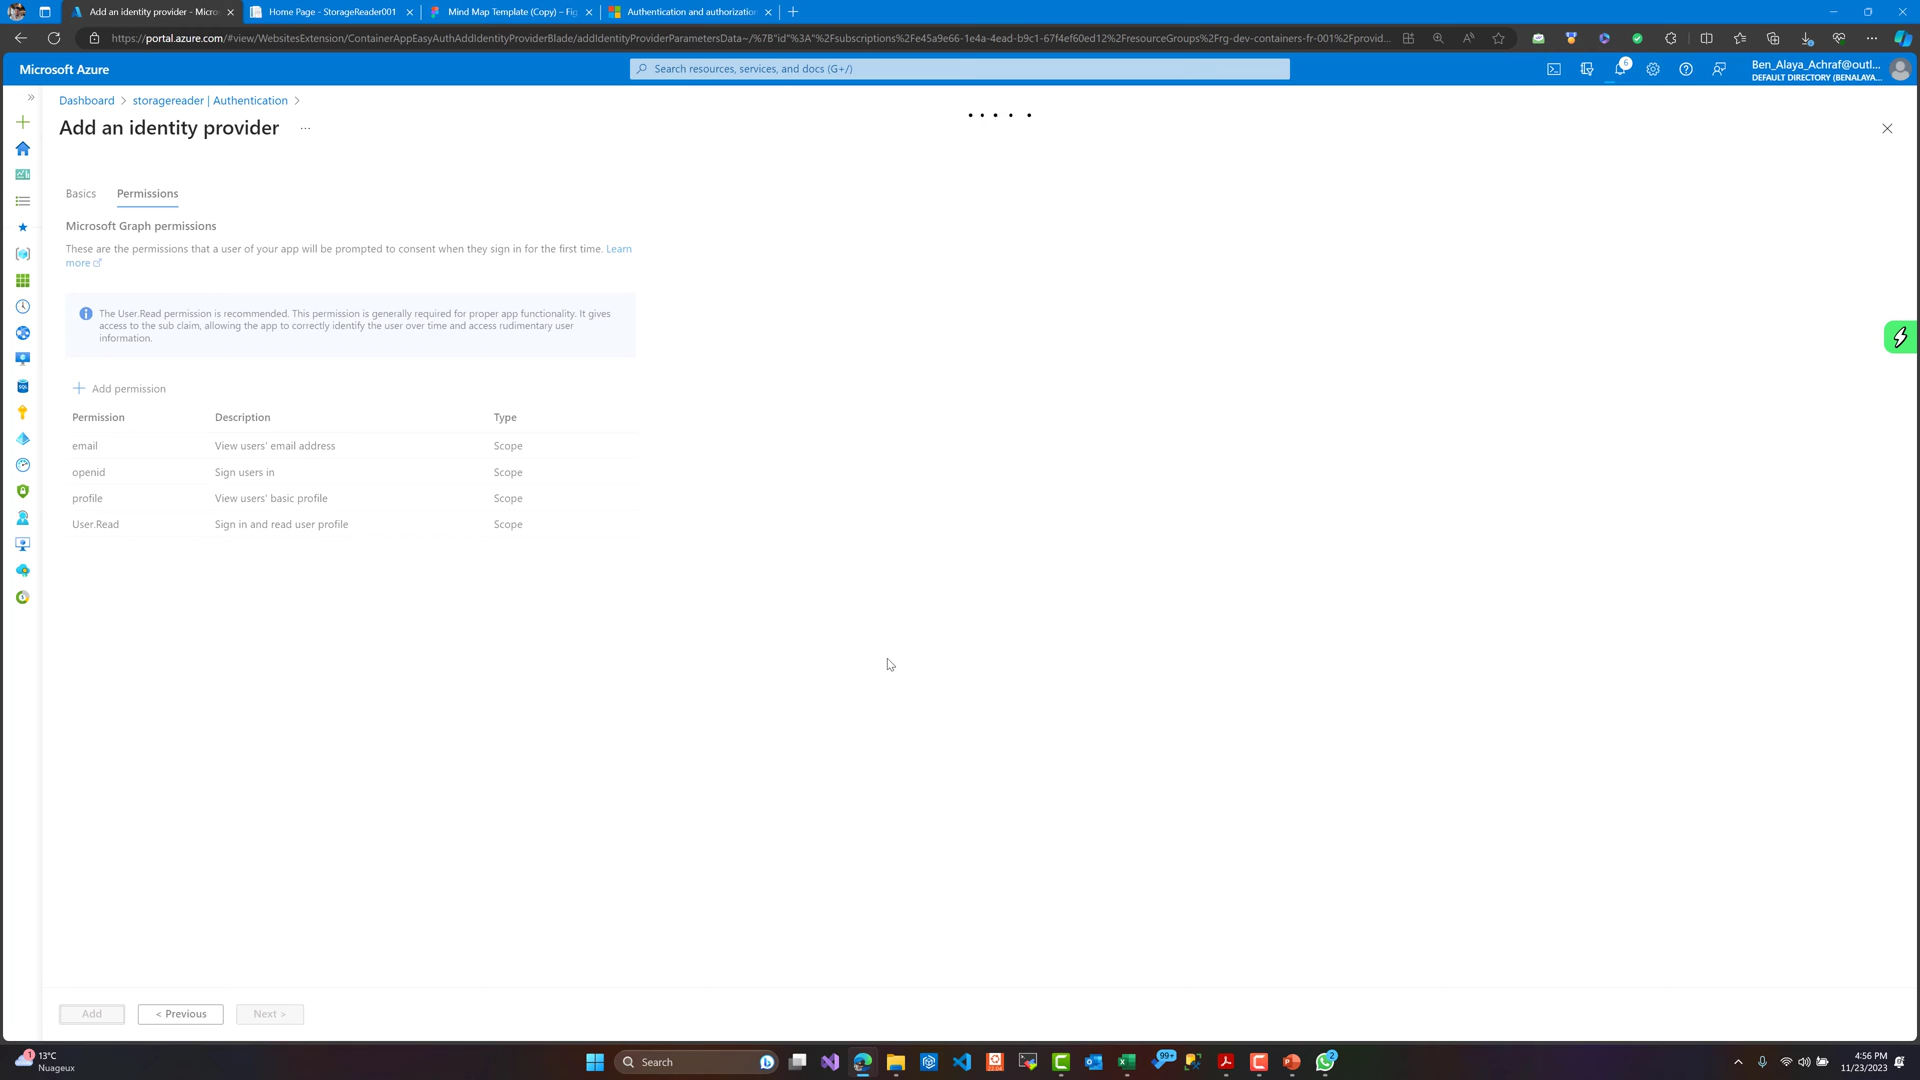 Add an identity provider - Micro
Home Page - StorageReader001
Mind Map Template (Copy) – Fig
Authentication and authorization
https://portal.azure.com/#view/WebsitesExtension/ContainerAppEasyAuthAddIdentityProviderBlade/addIdentityProviderParametersData~/%7B"id"%3A"%2Fsubscriptions%2Fe45a9e66-1e4a-4ead-b9c1-67f4ef60ed12%2FresourceGroups%2Frg-dev-containers-fr-001%2Fprovid...
Microsoft Azure
Search resources, services, and docs (G+/)
6
Ben_Alaya_Achraf@outl...
DEFAULT DIRECTORY (BENALAYA...
Dashboard > storagereader | Authentication >
Add an identity provider ...
Basics
Permissions
Microsoft Graph permissions
These are the permissions that a user of your app will be prompted to consent when they sign in for the first time. Learn
more
The User.Read permission is recommended. This permission is generally required for proper app functionality. It gives
access to the sub claim, allowing the app to correctly identify the user over time and access rudimentary user
information.
Add permission
Permission Description Type
email View users' email address Scope
openid Sign users in Scope
profile View users' basic profile Scope
User.Read Sign in and read user profile Scope
Add
< Previous
Next >
1
13°C
Nuageux
Search
99+
2
4:56 PM
11/23/2023